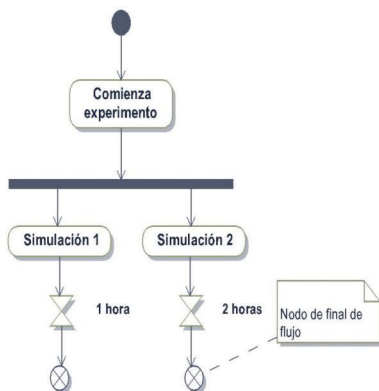 Comienza
experimento
Simulación 1
Simulación 2
1 hora
2 horas
Nodo de final de
flujo